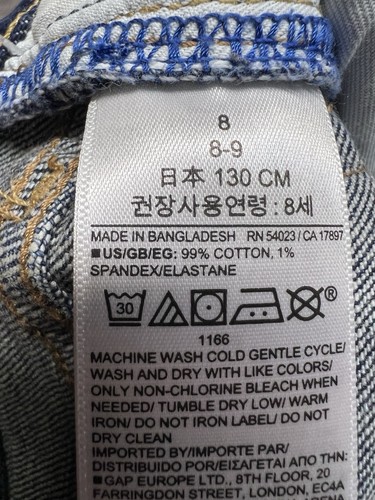 8
8-9
日本 130 CM
권장사용연령 : 8세
MADE IN BANGLADESH RN 54023 / CA 17897
■US/GB/EG: 99% COTTON, 1%
SPANDEX/ELASTANE
30 ®
1166
MACHINE WASH COLD GENTLE CYCLE/
WASH AND DRY WITH LIKE COLORS/
ONLY NON-CHLORINE BLEACH WHEN
NEEDED/ TUMBLE DRY LOW/ WARM
IRON/ DO NOT IRON LABEL/ DO NOT
DRY CLEAN
IMPORTED BY/IMPORTE PAR/
DISTRIBUIDO POR/ΕΙΣΑΓΕΤΑΙ ΑΠΟ ΤΗΝ:
■GAP EUROPE LTD., 8TH FLOOR, 20
FARRINGDON STREET, LONDON, EC4A